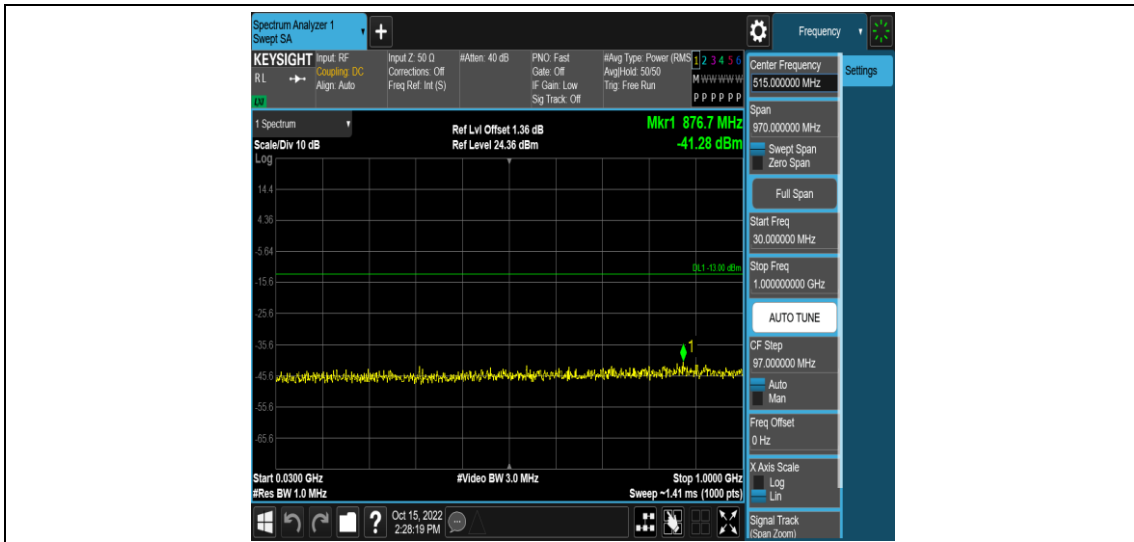 Spectrum Analyzer 1
Swept SA
+
Frequency
KEYSIGHT
RL
Input: RF
Coupling: DC
Align: Auto
Input Z: 50 Ω
Corrections: Off
Freq Ref: Int (S)
#Atten: 40 dB
PNO: Fast
Gate: Off
IF Gain: Low
Sig Track: Off
#Avg Type: Power (RMS
Avg|Hold: 50/50
Trig: Free Run
1 2 3 4 5 6
M W W W W W
P P P P P P
1 Spectrum
Scale/Div 10 dB
Ref Lvl Offset 1.36 dB
Ref Level 24.36 dBm
Mkr1 876.7 MHz
-41.28 dBm
Log
14.4
4.36
-5.64
DL1 -13.00 dBm
-15.6
-25.6
-35.6
1
-45.6
-55.6
-65.6
Start 0.0300 GHz
#Res BW 1.0 MHz
#Video BW 3.0 MHz
Stop 1.0000 GHz
Sweep ~1.41 ms (1000 pts)
?
Oct 15, 2022
2:28:19 PM
Center Frequency
515.000000 MHz
Settings
Span
970.000000 MHz
Swept Span
Zero Span
Full Span
Start Freq
30.000000 MHz
Stop Freq
1.000000000 GHz
AUTO TUNE
CF Step
97.000000 MHz
Auto
Man
Freq Offset
0 Hz
X Axis Scale
Log
Lin
Signal Track
(Span Zoom)